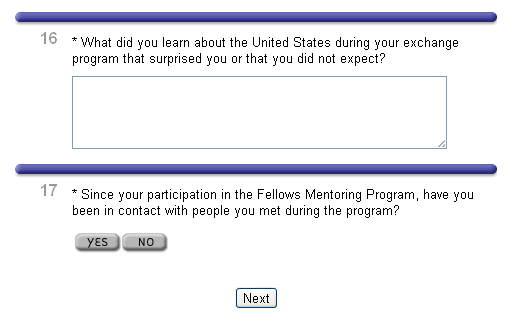 16 * What did you learn about the United States during your exchange
program that surprised you or that you did not expect?
17 * Since your participation in the Fellows Mentoring Program, have you
been in contact with people you met during the program?
YES NO
Next